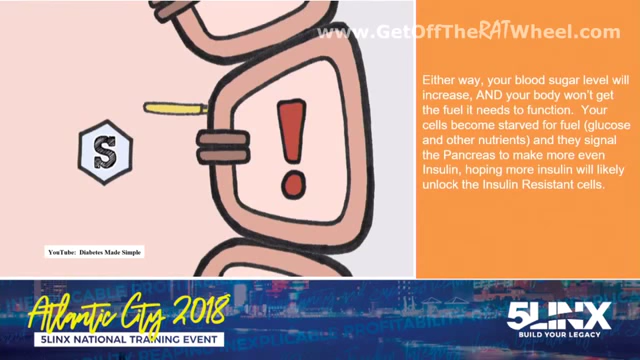 www.GetOffTheRATWheel.com
Either way, your blood sugar level will
increase, AND your body won't get
the fuel it needs to function. Your
cells become starved for fuel (glucose
and other nutrients) and they signal
the Pancreas to make more even
Insulin, hoping more insulin will likely
unlock the Insulin Resistant cells.
!
S
YouTube: Diabetes Made Simple
Atlantic City 2018
5LINX NATIONAL TRAINING EVENT
5LINX
BUILD YOUR LEGACY